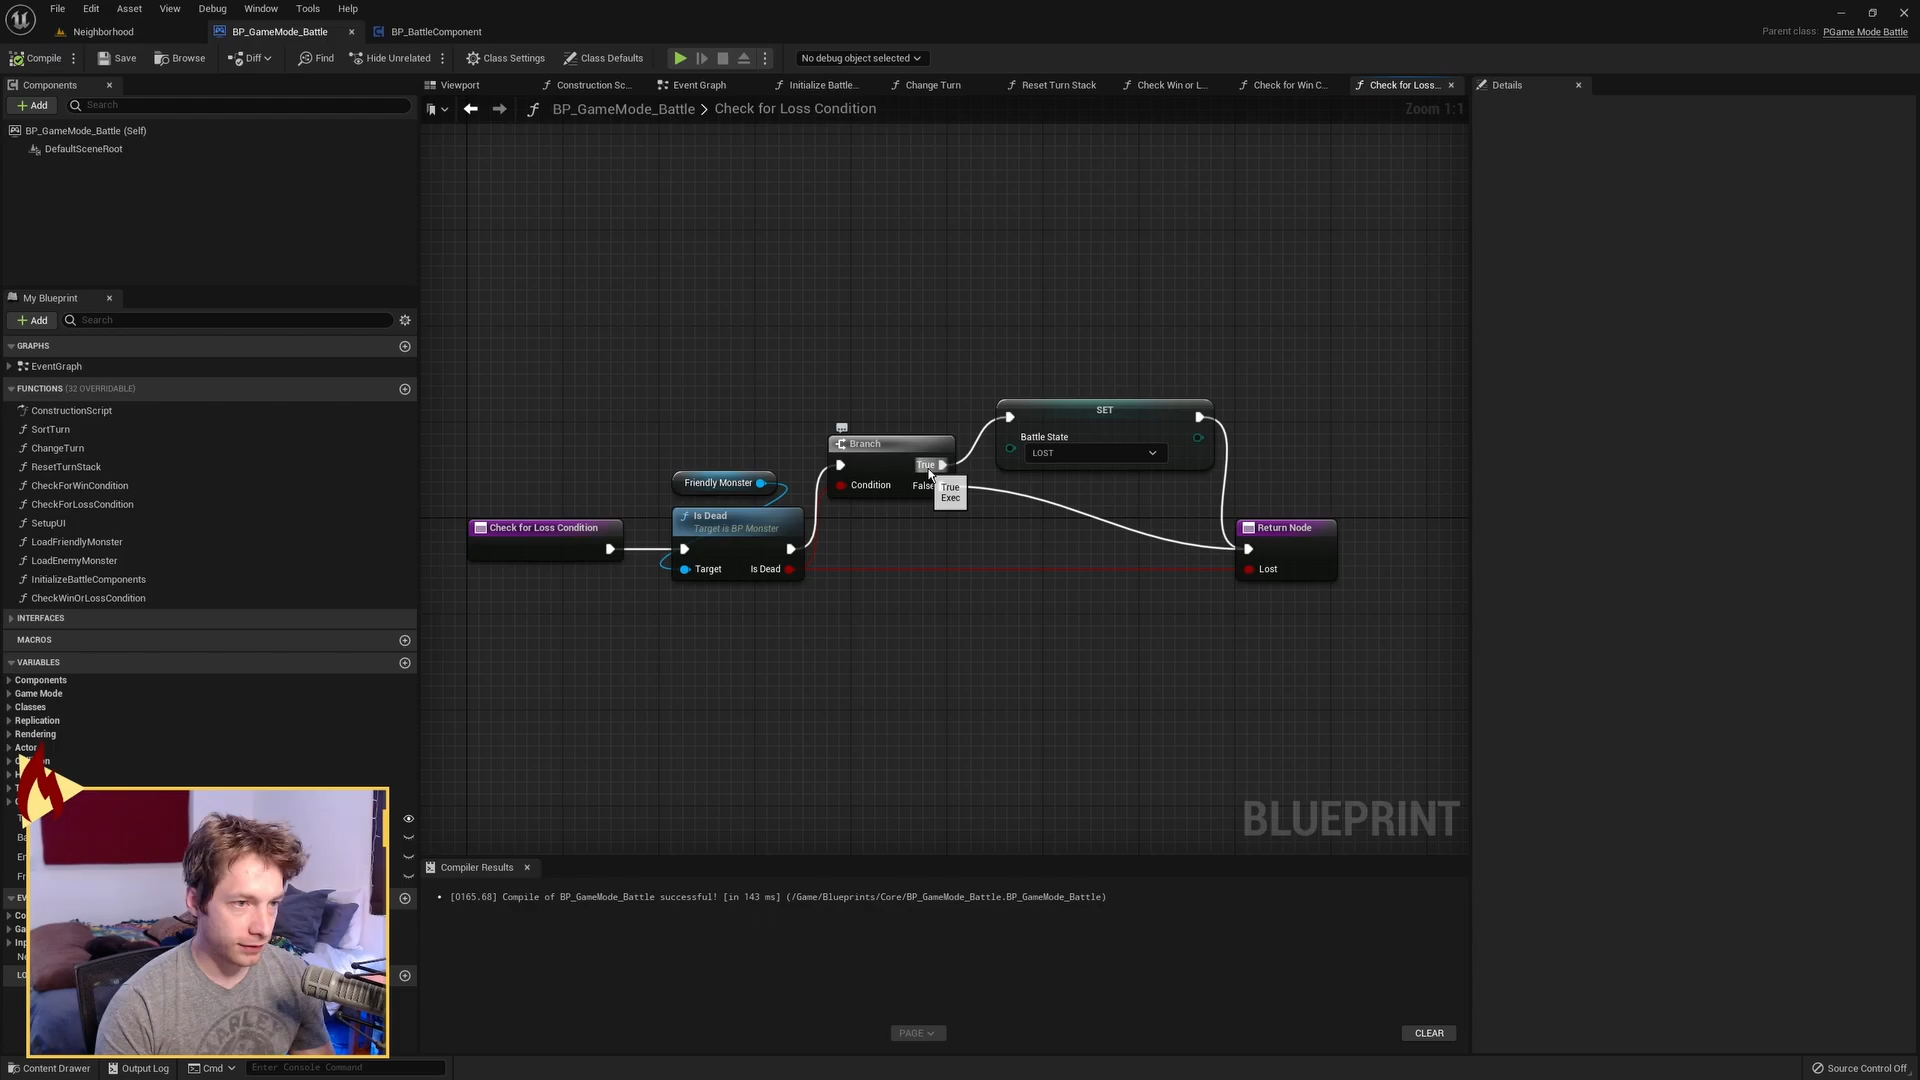 File Edit Asset View Debug Window Tools Help
Neighborhood
BP_GameMode_Battle
BP_BattleComponent
Parent class: PGame Mode Battle
Compile
Save
Browse
Diff
Find
Hide Unrelated
Class Settings
Class Defaults
No debug object selected
Components
Add
Search
BP_GameMode_Battle (Self)
DefaultSceneRoot
Viewport
Construction Sc...
Event Graph
Initialize Battle...
Change Turn
Reset Turn Stack
Check Win or L...
Check for Win C...
Check for Loss...
Details
BP_GameMode_Battle > Check for Loss Condition
Zoom 1:1
My Blueprint
Add
Search
GRAPHS
EventGraph
FUNCTIONS (32 OVERRIDABLE)
ConstructionScript
SortTurn
ChangeTurn
ResetTurnStack
CheckForWinCondition
CheckForLossCondition
SetupUI
LoadFriendlyMonster
LoadEnemyMonster
InitializeBattleComponents
CheckWinOrLossCondition
INTERFACES
MACROS
VARIABLES
Components
Game Mode
Classes
Replication
Rendering
Actor
Check for Loss Condition
Friendly Monster
Is Dead
Target is BP Monster
Target
Is Dead
Branch
True
Condition
False
True
Exec
SET
Battle State
LOST
Return Node
Lost
BLUEPRINT
Compiler Results
[0165.68] Compile of BP_GameMode_Battle successful! [in 143 ms] (/Game/Blueprints/Core/BP_GameMode_Battle.BP_GameMode_Battle)
PAGE
CLEAR
Content Drawer
Output Log
Cmd
Enter Console Command
Source Control Off